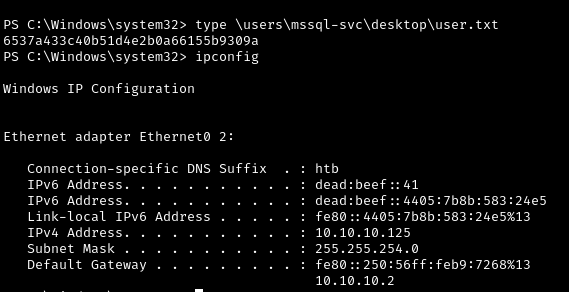 PS C:\Windows\system32> type \users\mssql-svc\desktop\user.txt
6537a433c40b51d4e2b0a66155b9309a
PS C:\Windows\system32> ipconfig
Windows IP Configuration
Ethernet adapter Ethernet0 2:
Connection-specific DNS Suffix  . : htb
IPv6 Address. . . . . . . . . . . : dead:beef::41
IPv6 Address. . . . . . . . . . . : dead:beef::4405:7b8b:583:24e5
Link-local IPv6 Address . . . . . : fe80::4405:7b8b:583:24e5%13
IPv4 Address. . . . . . . . . . . : 10.10.10.125
Subnet Mask . . . . . . . . . . . : 255.255.254.0
Default Gateway . . . . . . . . . : fe80::250:56ff:feb9:7268%13
10.10.10.2